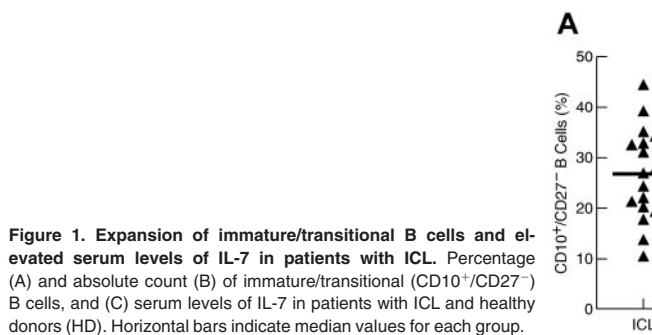 A
50
40
30
20
10
0
CD10⁺/CD27⁻ B Cells (%)
ICL
Figure 1. Expansion of immature/transitional B cells and el-
evated serum levels of IL-7 in patients with ICL. Percentage
(A) and absolute count (B) of immature/transitional (CD10⁺/CD27⁻)
B cells, and (C) serum levels of IL-7 in patients with ICL and healthy
donors (HD). Horizontal bars indicate median values for each group.